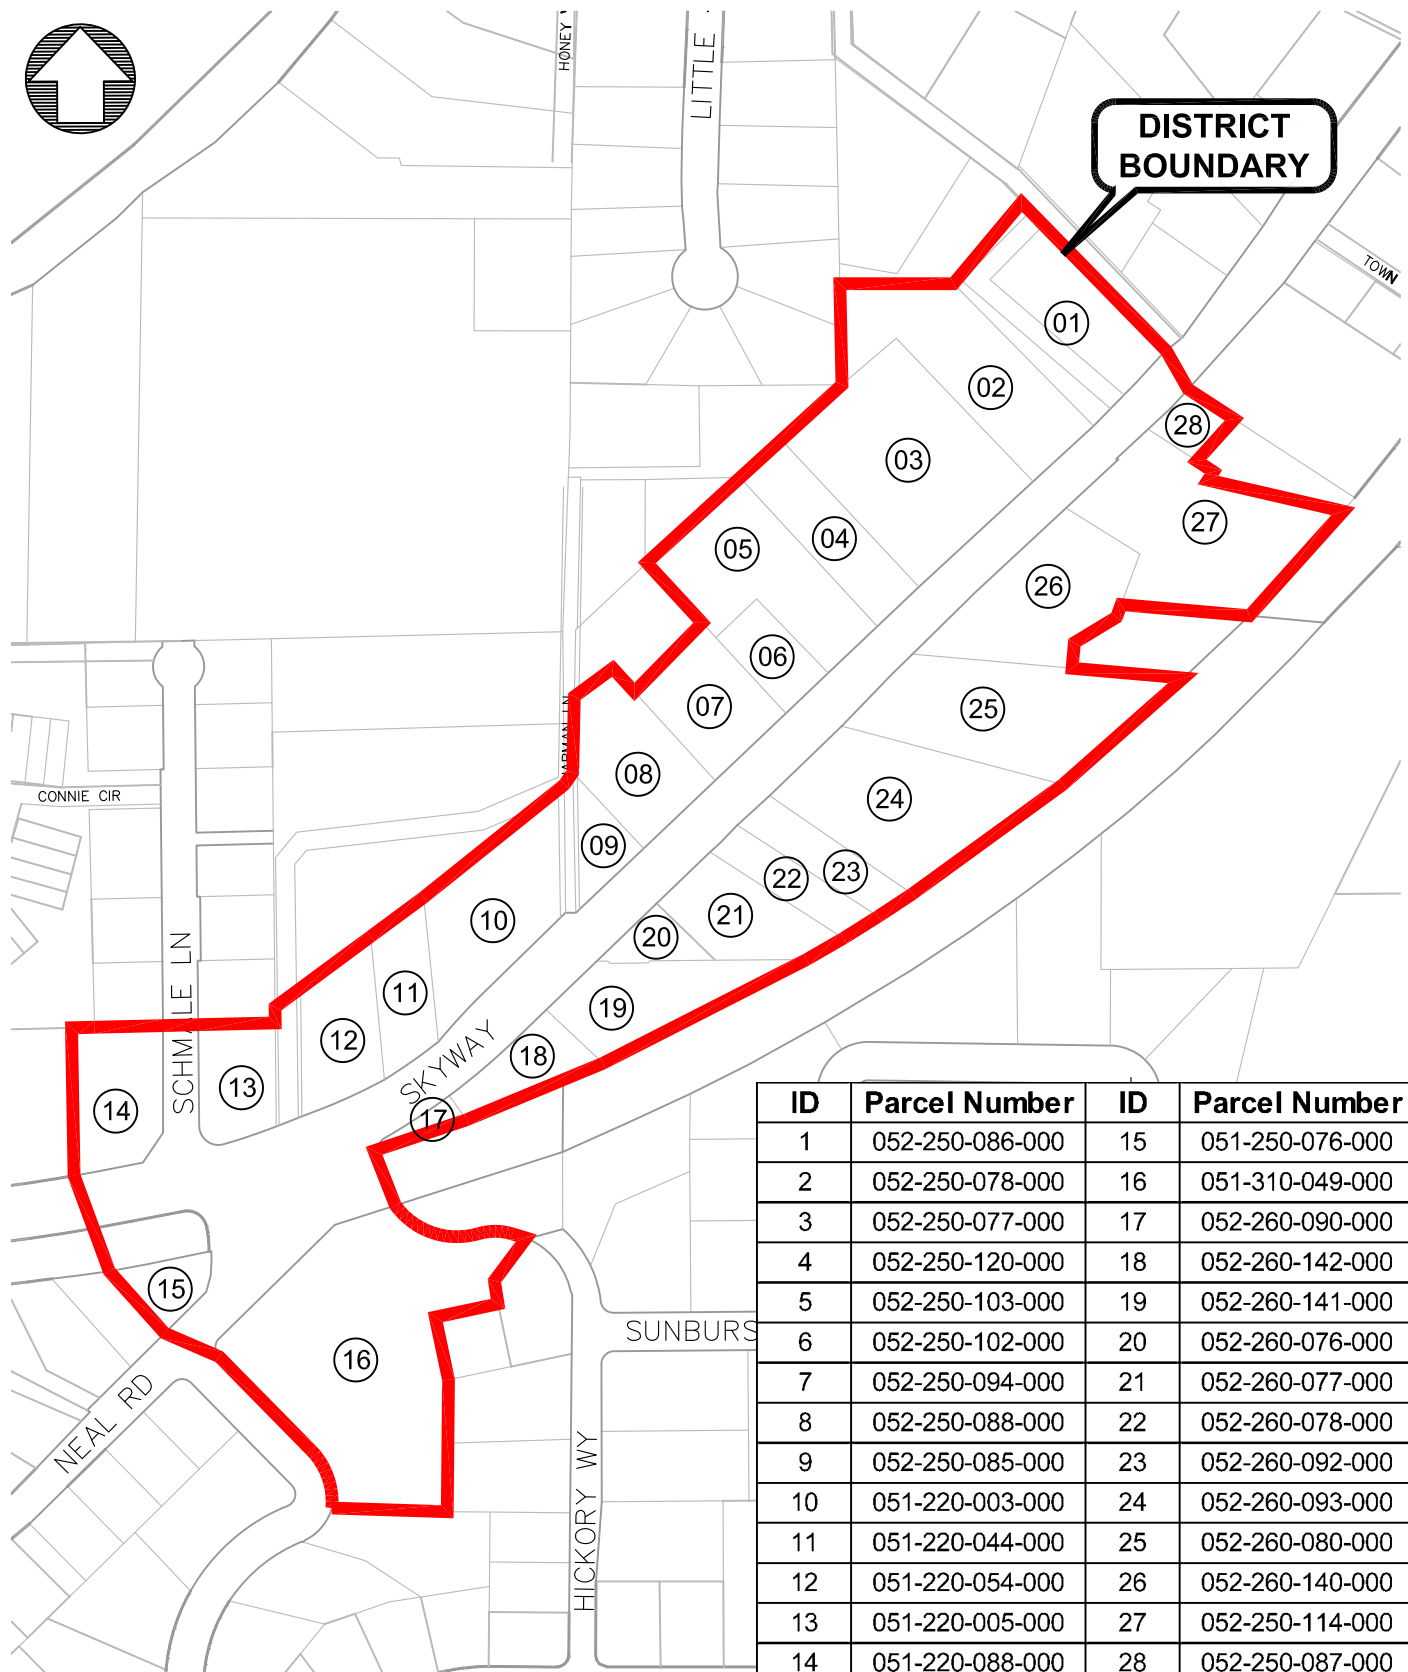 HONEY
LITTLE
DISTRICT
BOUNDARY
TOWN
01
02
28
03
27
04
05
26
06
07
25
08
24
CONNIE CIR
09
23
22
10
21
20
SCHMALE LN
11
19
12
SKYWAY
18
13
14
17
15
16
SUNBURS
NEAL RD
HICKORY WY
ID Parcel Number ID Parcel Number
1 052-250-086-000 15 051-250-076-000
2 052-250-078-000 16 051-310-049-000
3 052-250-077-000 17 052-260-090-000
4 052-250-120-000 18 052-260-142-000
5 052-250-103-000 19 052-260-141-000
6 052-250-102-000 20 052-260-076-000
7 052-250-094-000 21 052-260-077-000
8 052-250-088-000 22 052-260-078-000
9 052-250-085-000 23 052-260-092-000
10 051-220-003-000 24 052-260-093-000
11 051-220-044-000 25 052-260-080-000
12 051-220-054-000 26 052-260-140-000
13 051-220-005-000 27 052-250-114-000
14 051-220-088-000 28 052-250-087-000